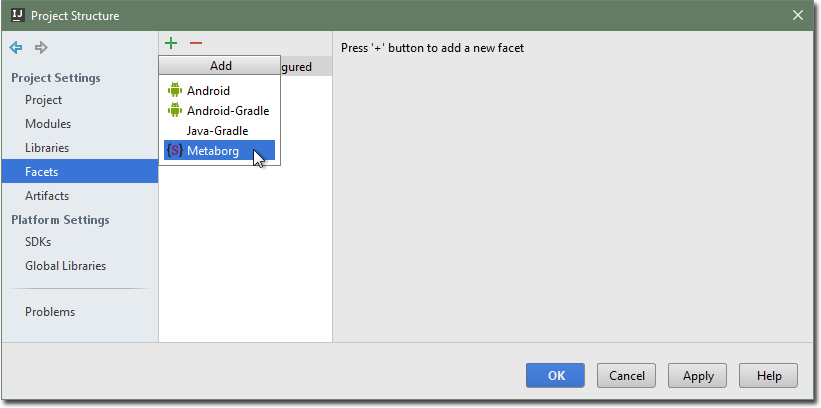 IJ Project Structure
Project Settings
Project
Modules
Libraries
Facets
Artifacts
Platform Settings
SDKs
Global Libraries
Problems
Add
gured
Android
Android-Gradle
Java-Gradle
{S} Metaborg
Press '+' button to add a new facet
OK
Cancel
Apply
Help